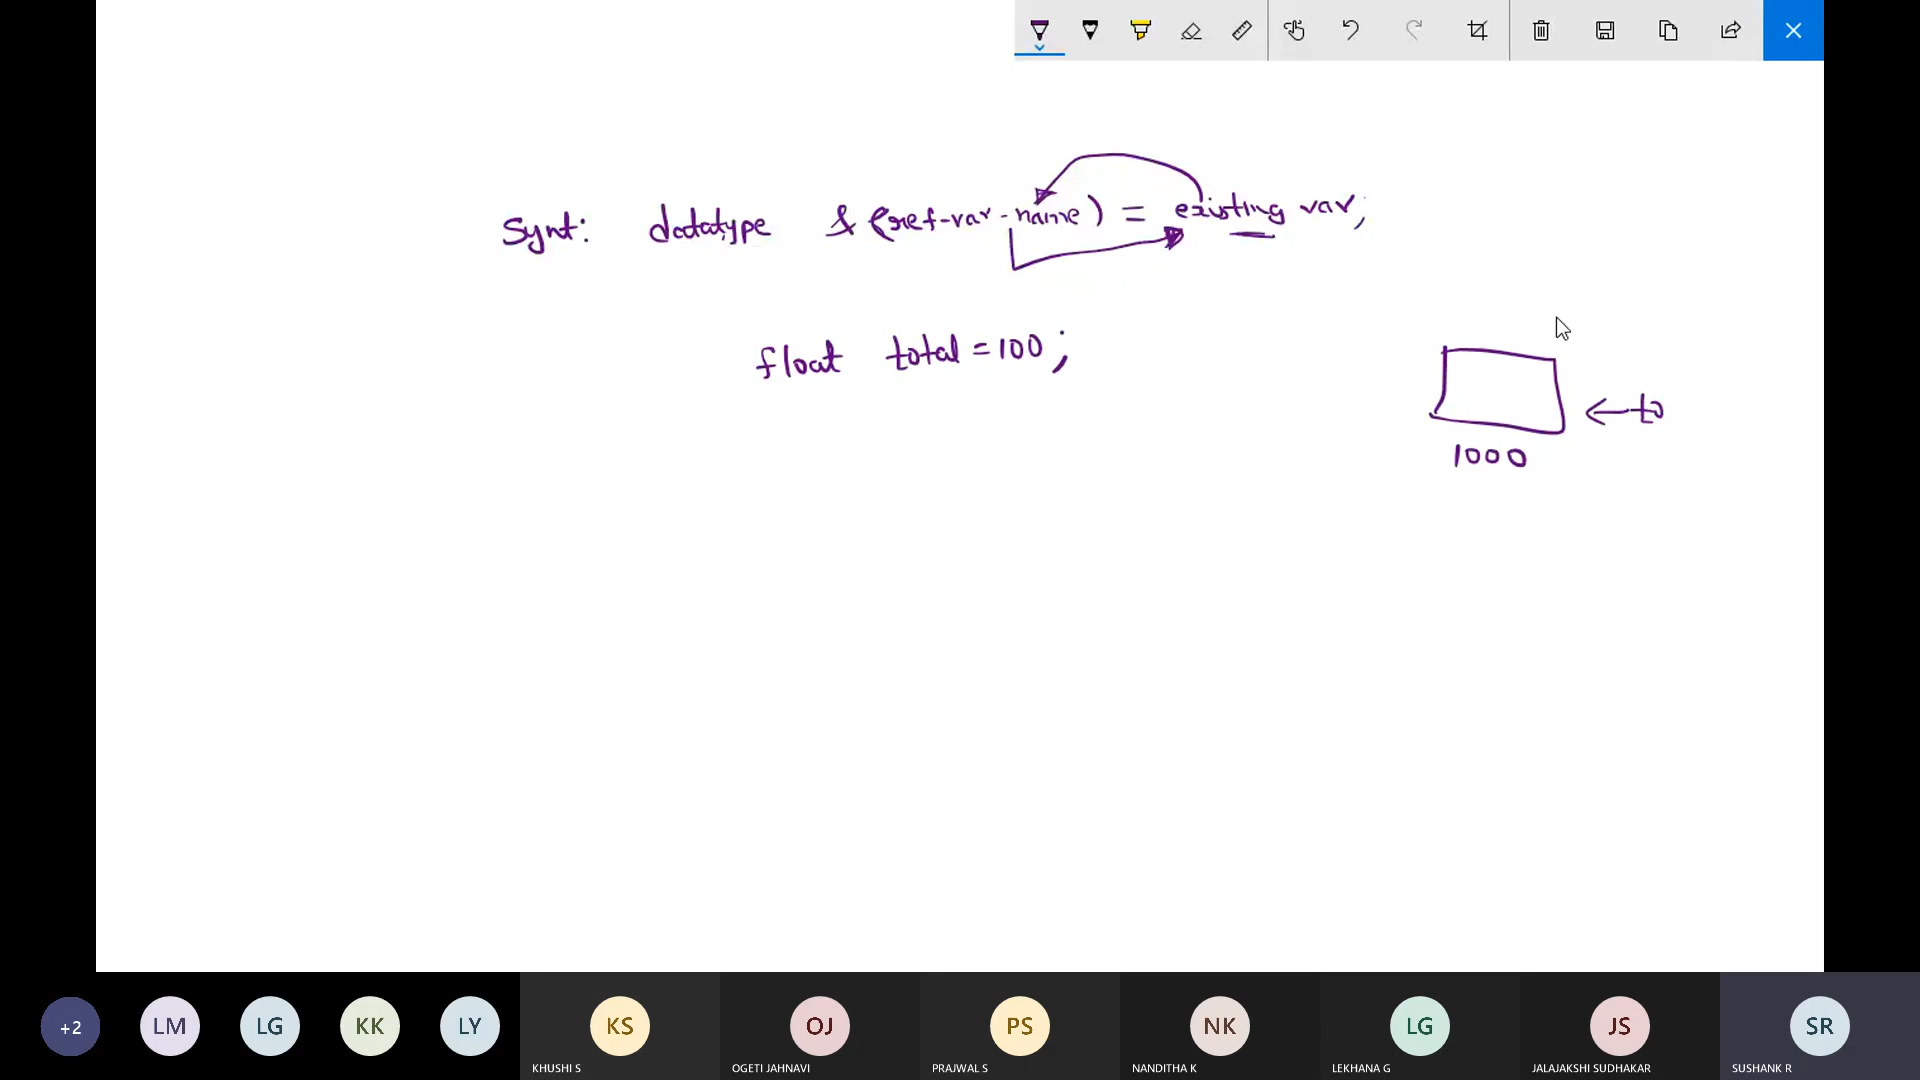 Synt: datatype & (ref-var-name) = existing var;
float total = 100 ;
← to
1000
+2 LM LG KK LY KS OJ PS NK LG JS SR
KHUSHI S OGETI JAHNAVI PRAJWAL S NANDITHA K LEKHANA G JALAJAKSHI SUDHAKAR SUSHANK R